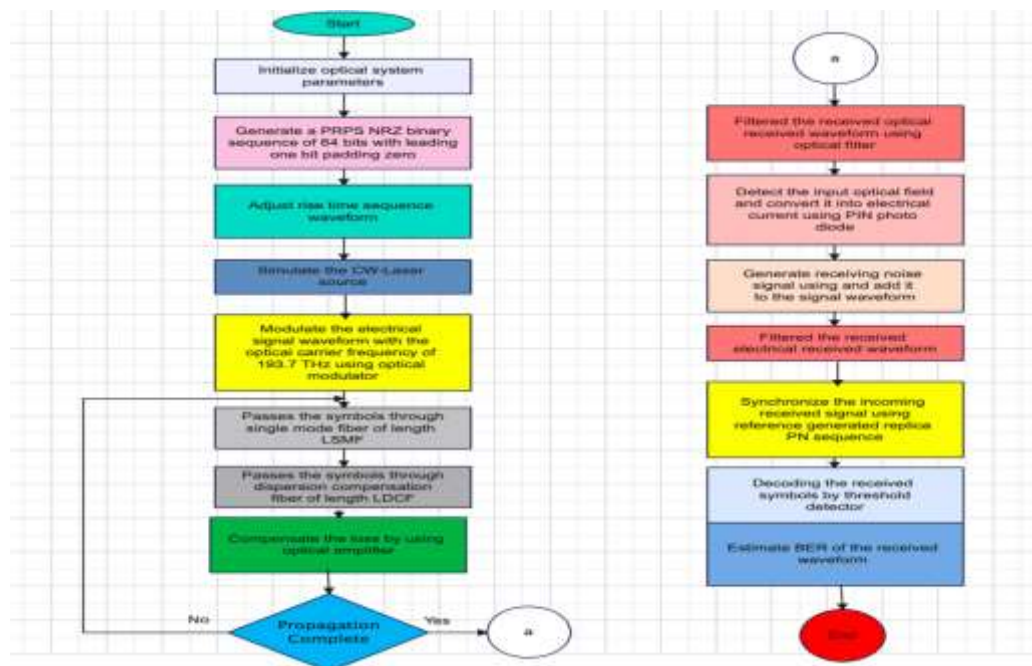 Start
Initialize optical system
parameters
Generate a PRPS NRZ binary
sequence of 64 bits with leading
one bit padding zero
Adjust rise time sequence
waveform
Simulate the CW-Laser
source
Modulate the electrical
signal waveform with the
optical carrier frequency of
193.7 THz using optical
modulator
Passes the symbols through
single mode fiber of length
LSMF
Passes the symbols through
dispersion compensation
fiber of length LDCF
Compensate the loss by using
optical amplifier
No
Propagation
Complete
Yes
a
a
Filtered the received optical
received waveform using
optical filter
Detect the input optical field
and convert it into electrical
current using PIN photo
diode
Generate receiving noise
signal using and add it
to the signal waveform
Filtered the received
electrical received waveform
Synchronize the incoming
received signal using
reference generated replica
PN sequence
Decoding the received
symbols by threshold
detector
Estimate BER of the received
waveform
End